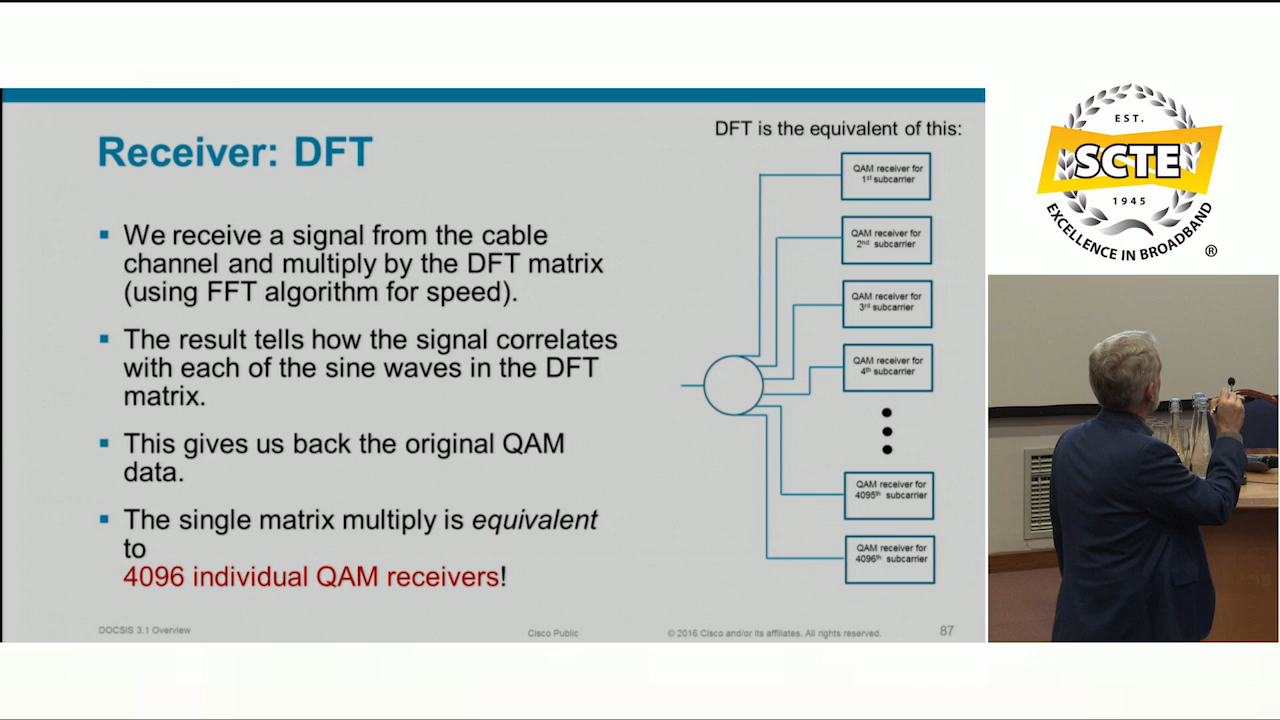 Receiver: DFT
▪ We receive a signal from the cable
channel and multiply by the DFT matrix
(using FFT algorithm for speed).
▪ The result tells how the signal correlates
with each of the sine waves in the DFT
matrix.
▪ This gives us back the original QAM
data.
▪ The single matrix multiply is equivalent
to
4096 individual QAM receivers!
DFT is the equivalent of this:
QAM receiver for
1st subcarrier
QAM receiver for
2nd subcarrier
QAM receiver for
3rd subcarrier
QAM receiver for
4th subcarrier
QAM receiver for
4095th subcarrier
QAM receiver for
4096th subcarrier
DOCSIS 3.1 Overview
Cisco Public
© 2016 Cisco and/or its affiliates. All rights reserved.
87
EST.
SCTE
1945
EXCELLENCE IN BROADBAND
®